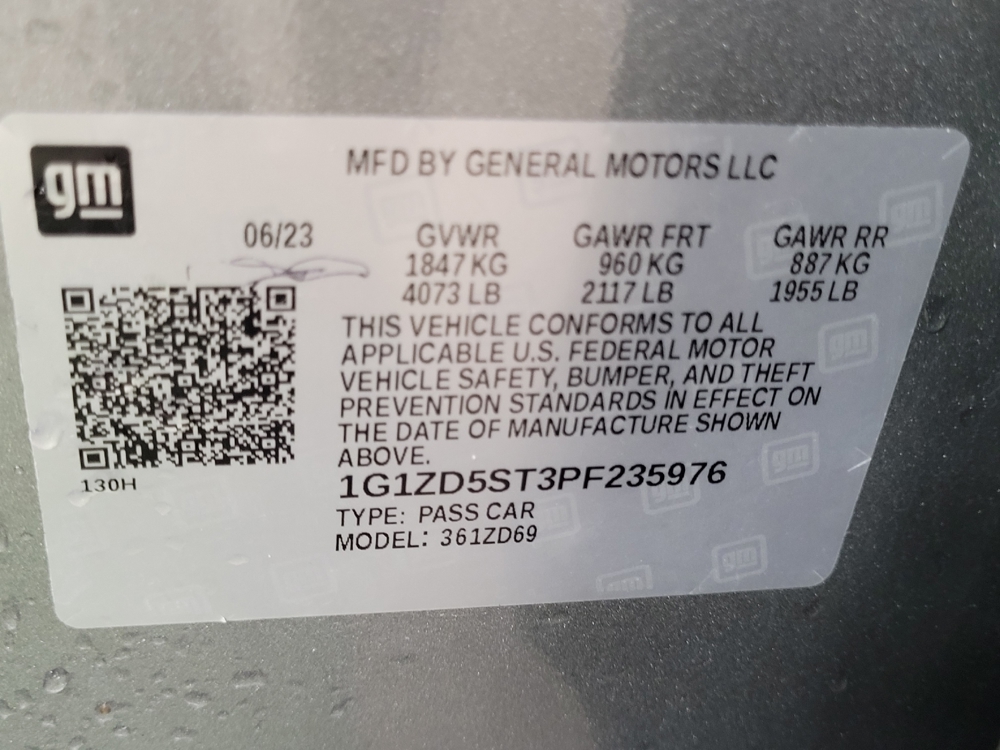 gm
MFD BY GENERAL MOTORS LLC
06/23 GVWR GAWR FRT GAWR RR
1847 KG 960 KG 887 KG
4073 LB 2117 LB 1955 LB
THIS VEHICLE CONFORMS TO ALL
APPLICABLE U.S. FEDERAL MOTOR
VEHICLE SAFETY, BUMPER, AND THEFT
PREVENTION STANDARDS IN EFFECT ON
THE DATE OF MANUFACTURE SHOWN
ABOVE.
130H
1G1ZD5ST3PF235976
TYPE: PASS CAR
MODEL: 361ZD69